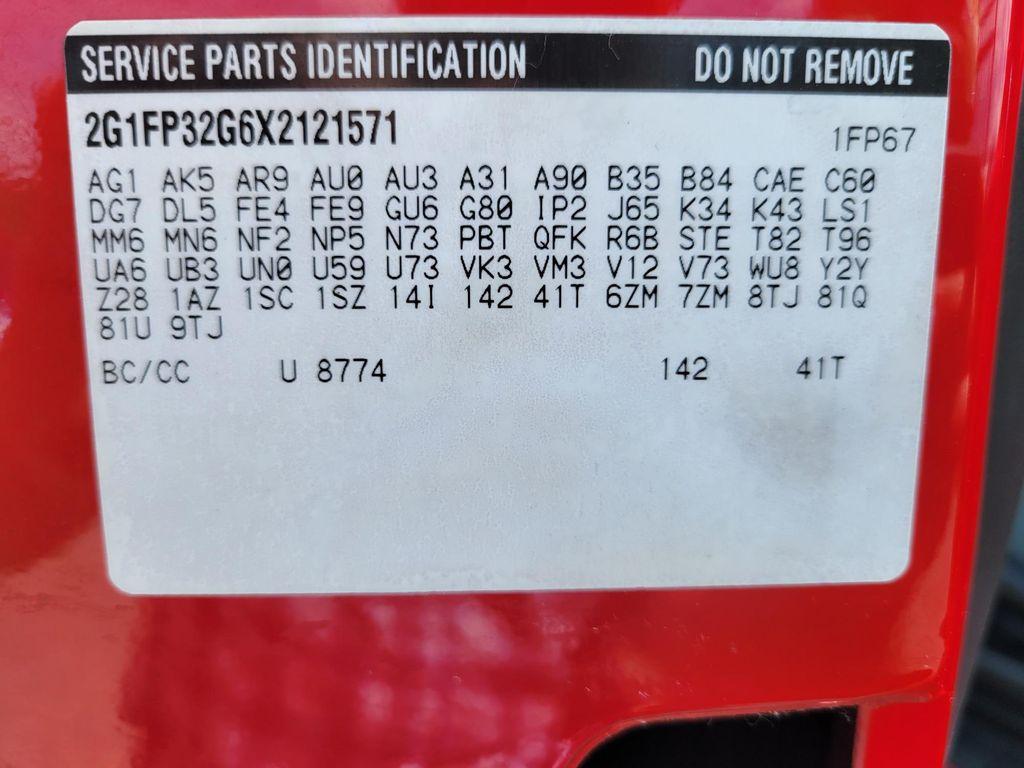 SERVICE PARTS IDENTIFICATION DO NOT REMOVE
2G1FP32G6X2121571 1FP67
AG1 AK5 AR9 AU0 AU3 A31 A90 B35 B84 CAE C60
DG7 DL5 FE4 FE9 GU6 G80 IP2 J65 K34 K43 LS1
MM6 MN6 NF2 NP5 N73 PBT QFK R6B STE T82 T96
UA6 UB3 UN0 U59 U73 VK3 VM3 V12 V73 WU8 Y2Y
Z28 1AZ 1SC 1SZ 14I 142 41T 6ZM 7ZM 8TJ 81Q
81U 9TJ
BC/CC U 8774 142 41T